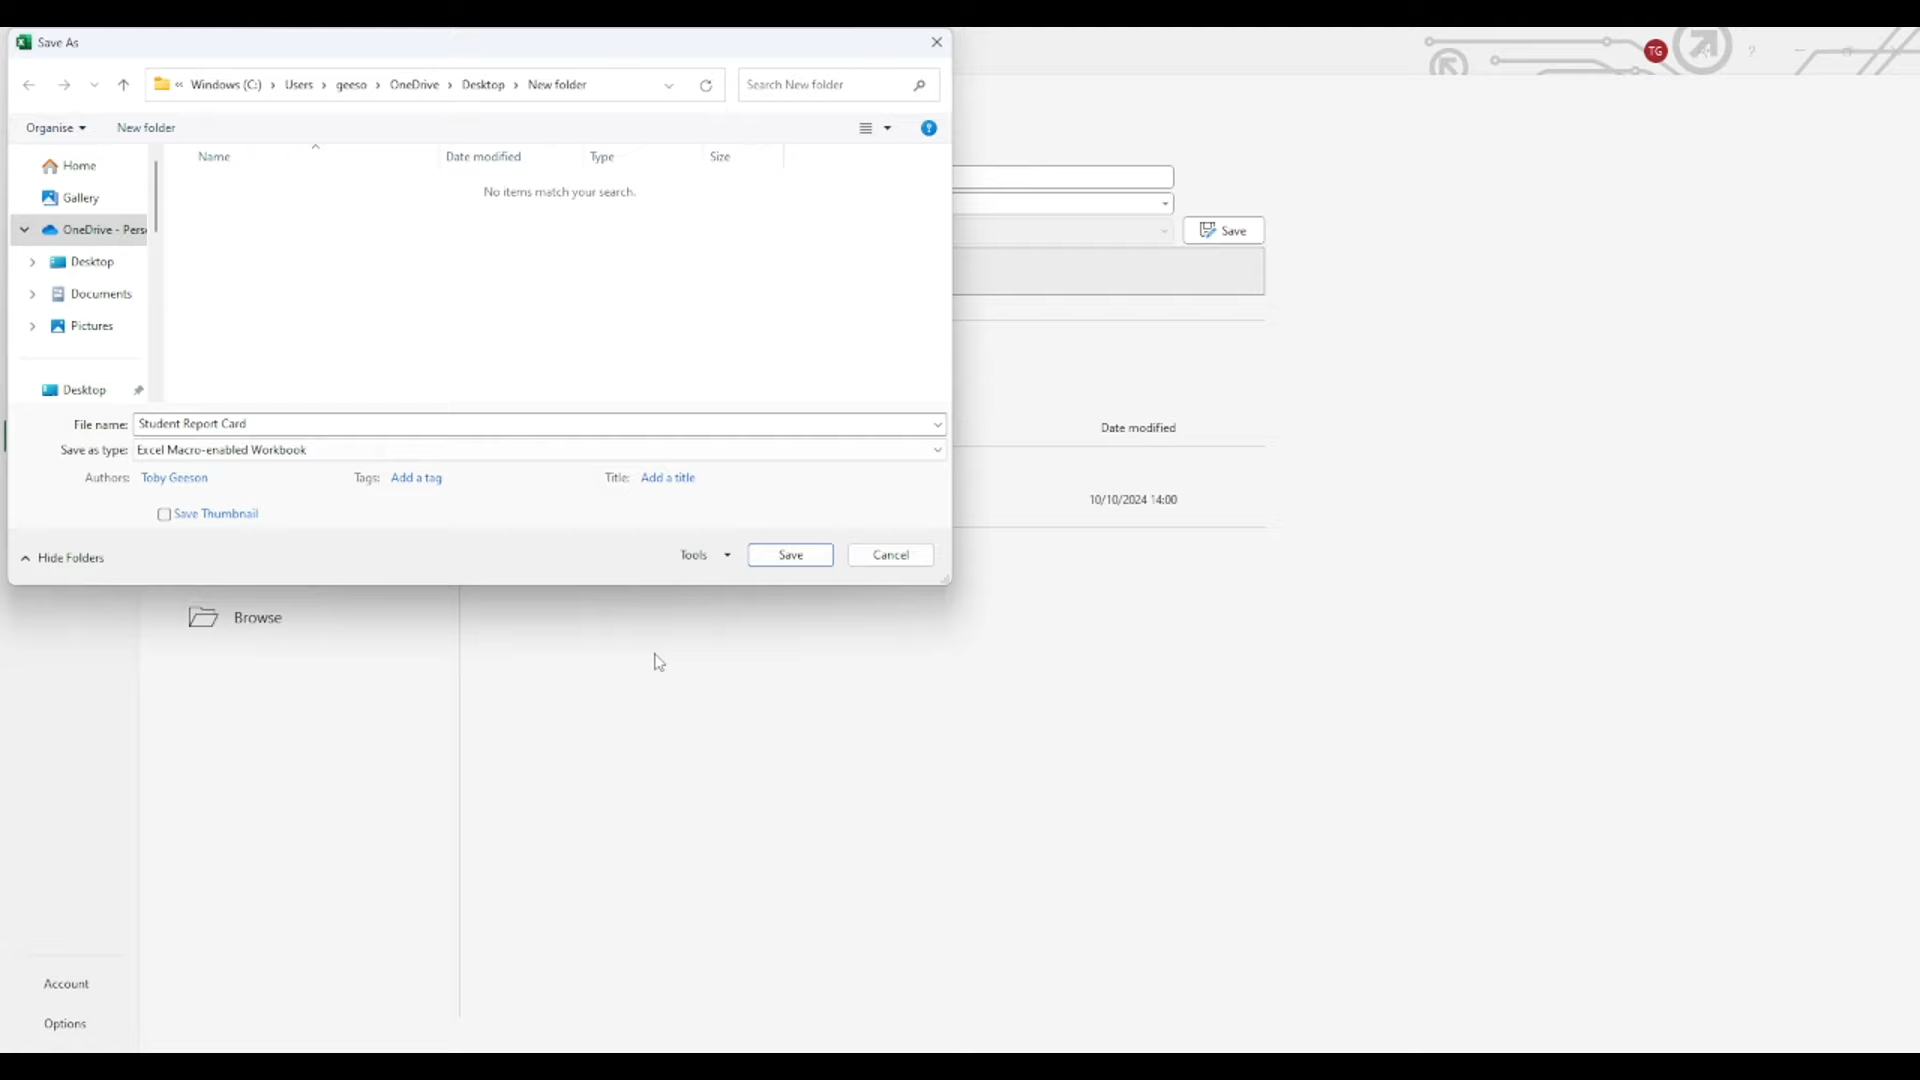 Save As
TG
?
« Windows (C:) › Users › geeso › OneDrive › Desktop › New folder
Search New folder
Organise
New folder
?
Name
Date modified
Type
Size
Home
No items match your search.
Gallery
OneDrive - Pers
Save
Desktop
Documents
Pictures
Desktop
File name: Student Report Card
Date modified
Save as type: Excel Macro-enabled Workbook
Authors: Toby Geeson
Tags: Add a tag
Title: Add a title
10/10/2024 14:00
Save Thumbnail
Hide Folders
Tools
Save
Cancel
Browse
Account
Options